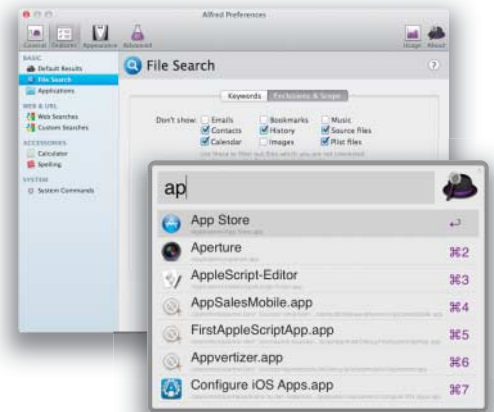 Alfred Preferences
General Features Appearance Advanced Usage About
BASIC
Default Results
File Search
Applications
WEB & URL
Web Searches
Custom Searches
ACCESSORIES
Calculator
Spelling
SYSTEM
System Commands
File Search
?
Keywords Exclusions & Scope
Don't show: Emails Bookmarks Music
Contacts History Source files
Calendar Images Plist files
ap
App Store ↩
Aperture ⌘2
AppleScript-Editor ⌘3
AppSalesMobile.app ⌘4
FirstAppleScriptApp.app ⌘5
Appvertizer.app ⌘6
Configure iOS Apps.app ⌘7